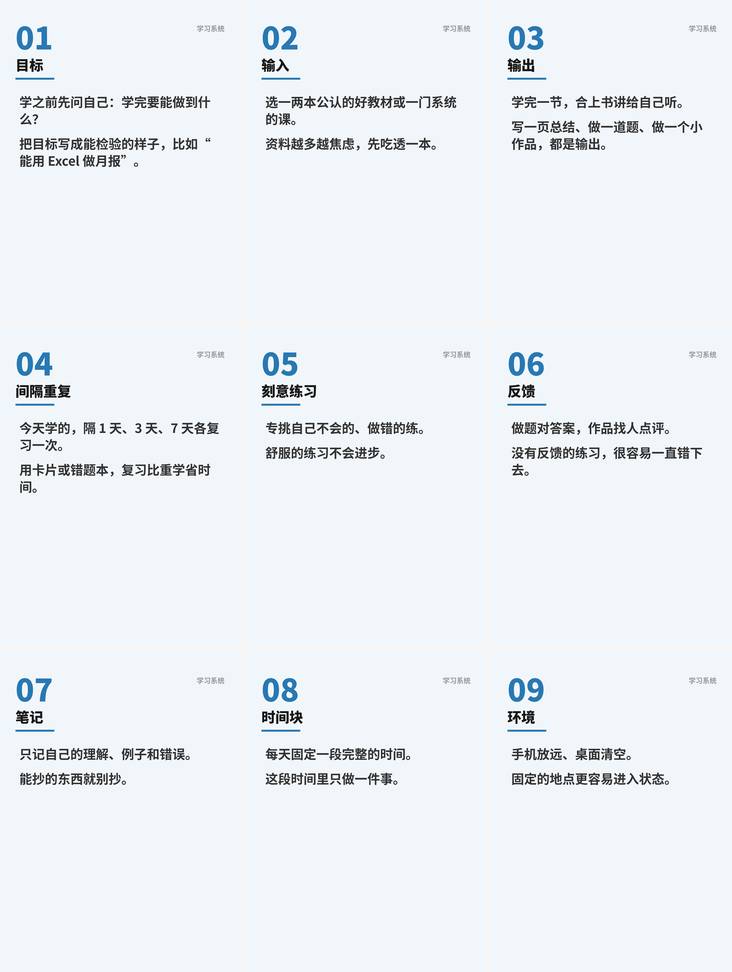 01
学习系统
目标
学之前先问自己：学完要能做到什
么？
把目标写成能检验的样子，比如“
能用 Excel 做月报”。
02
学习系统
输入
选一两本公认的好教材或一门系统
的课。
资料越多越焦虑，先吃透一本。
03
学习系统
输出
学完一节，合上书讲给自己听。
写一页总结、做一道题、做一个小
作品，都是输出。
04
学习系统
间隔重复
今天学的，隔 1 天、3 天、7 天各复
习一次。
用卡片或错题本，复习比重学省时
间。
05
学习系统
刻意练习
专挑自己不会的、做错的练。
舒服的练习不会进步。
06
学习系统
反馈
做题对答案，作品找人点评。
没有反馈的练习，很容易一直错下
去。
07
学习系统
笔记
只记自己的理解、例子和错误。
能抄的东西就别抄。
08
学习系统
时间块
每天固定一段完整的时间。
这段时间里只做一件事。
09
学习系统
环境
手机放远、桌面清空。
固定的地点更容易进入状态。